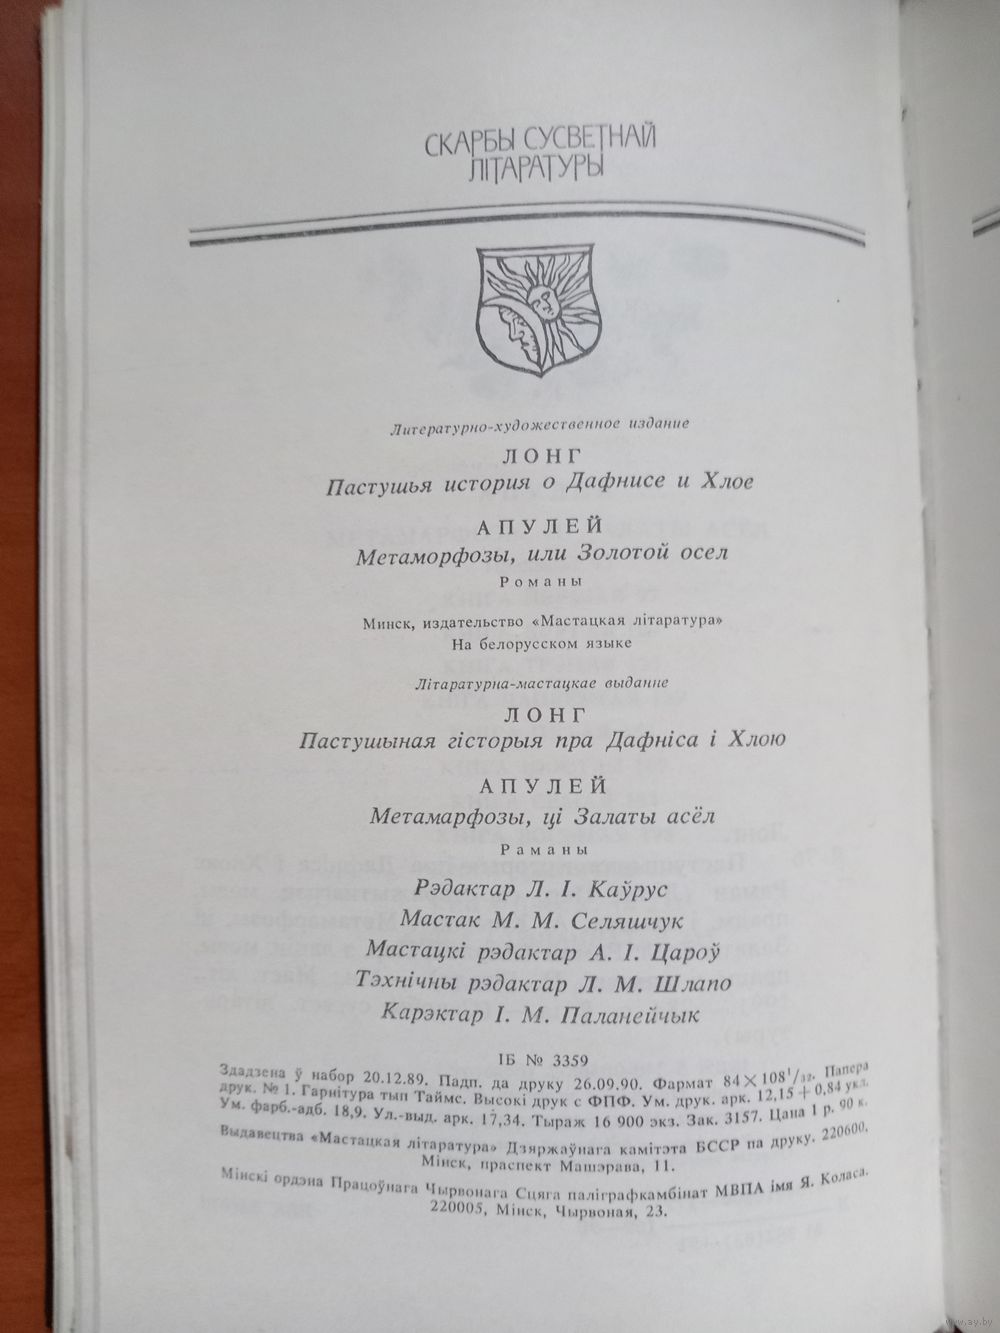 СКАРБЫ СУСВЕТНАЙ
ЛІТАРАТУРЫ
Литературно-художественное издание
ЛОНГ
Пастушья история о Дафнисе и Хлое
АПУЛЕЙ
Метаморфозы, или Золотой осел
Романы
Минск, издательство «Мастацкая літаратура»
На белорусском языке
Літаратурна-мастацкае выданне
ЛОНГ
Пастушыная гісторыя пра Дафніса і Хлою
АПУЛЕЙ
Метамарфозы, ці Залаты асёл
Раманы
Рэдактар Л. І. Каўрус
Мастак М. М. Селяшчук
Мастацкі рэдактар А. І. Цароў
Тэхнічны рэдактар Л. М. Шлапо
Карэктар І. М. Паланейчык
ІБ № 3359
Здадзена ў набор 20.12.89. Падп. да друку 26.09.90. Фармат 84×108¹/₃₂. Папера
друк. № 1. Гарнітура тып Таймс. Высокі друк с ФПФ. Ум. друк. арк. 12,15+0,84 укл.
Ум. фарб.-адб. 18,9. Ул.-выд. арк. 17,34. Тыраж 16 900 экз. Зак. 3157. Цана 1 р. 90 к.
Выдавецтва «Мастацкая літаратура» Дзяржаўнага камітэта БССР па друку. 220600,
Мінск, праспект Машэрава, 11.
Мінскі ордэна Працоўнага Чырвонага Сцяга паліграфкамбінат МВПА імя Я. Коласа.
220005, Мінск, Чырвоная, 23.
www.ay.by